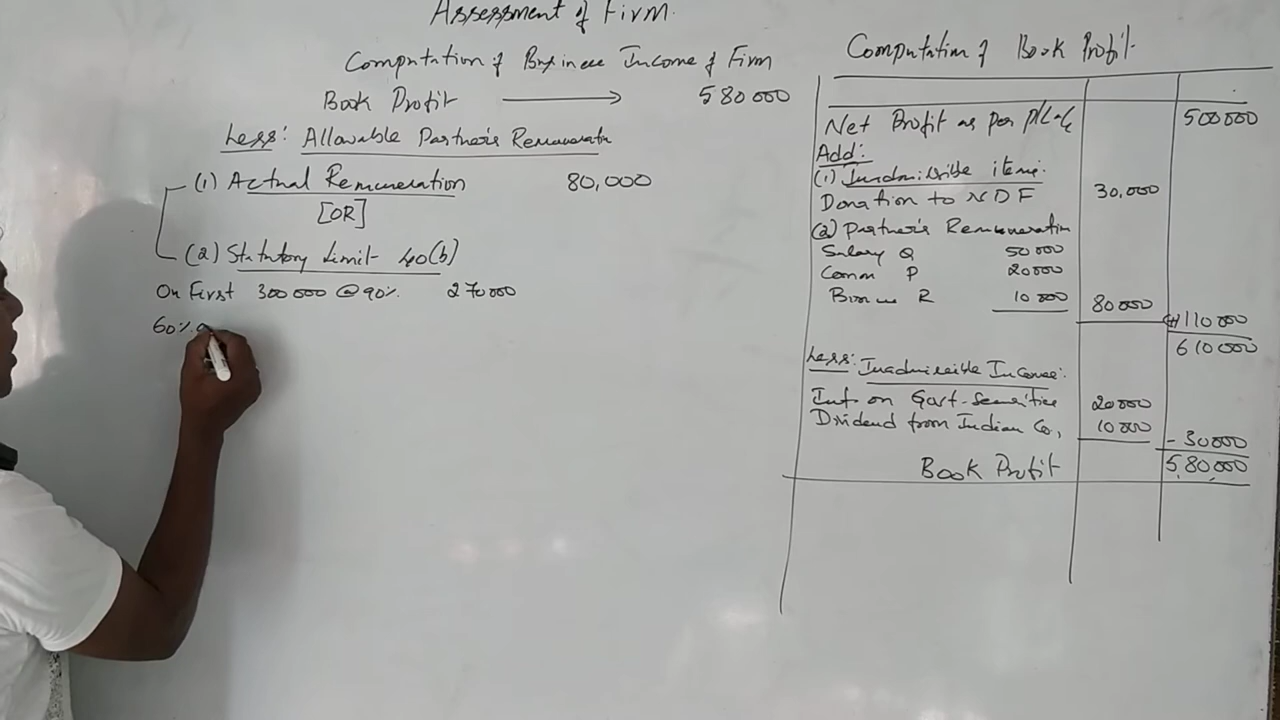 Assessment of Firm.
Computation of Business Income of Firm
Book Profit → 580000
Less: Allowable Partner's Remuneratn
(1) Actual Remuneration 80,000
[OR]
(2) Statutory Limit 40(b)
On First 300000 @ 90% 270000
60% o
Computation of Book Profit
Net Profit as per P/L a/c 500000
Add:
(1) Inadmissible items:
Donation to NDF 30,000
(2) Partner's Remuneration
Salary Q 50000
Comm P 20000
Bonus R 10000 80000 (+) 110000
610000
Less: Inadmissible Income:
Int on Govt-Securities 20000
Dividend from Indian Co, 10000 - 30000
Book Profit 5,80,000